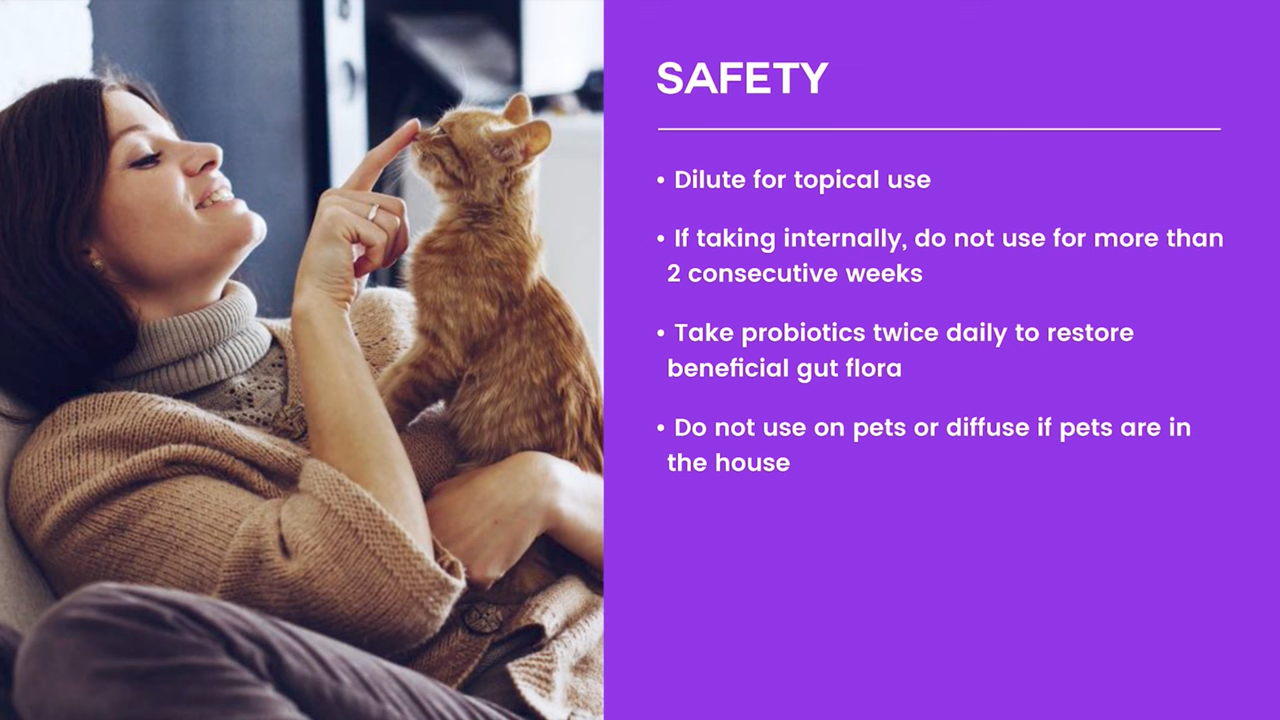 SAFETY
• Dilute for topical use
• If taking internally, do not use for more than
2 consecutive weeks
• Take probiotics twice daily to restore
beneficial gut flora
• Do not use on pets or diffuse if pets are in
the house